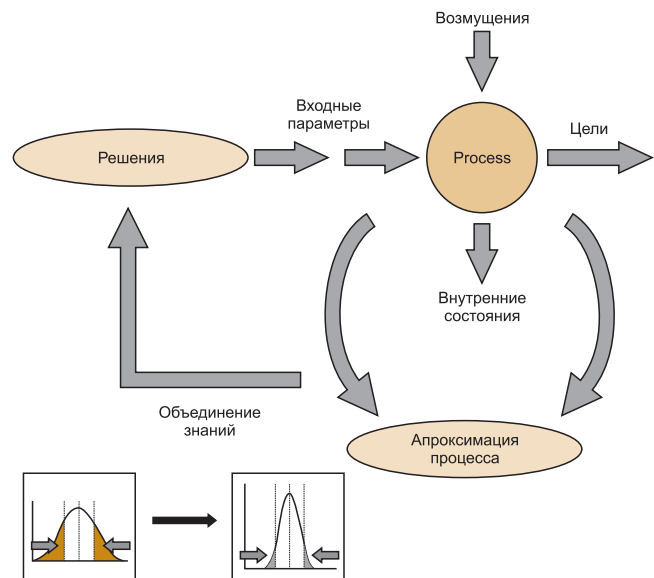 Возмущения
Входные
параметры
Цели
Решения
Process
Внутренние
состояния
Объединение
знаний
Апроксимация
процесса